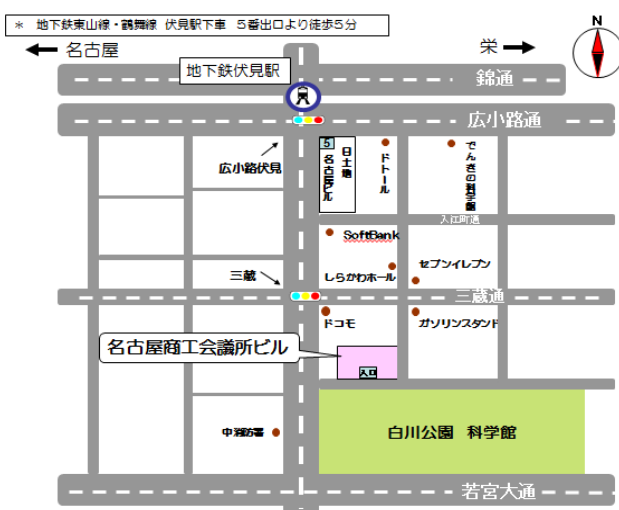 * 地下鉄東山線・鶴舞線 伏見駅下車 5番出口より徒歩5分
名古屋
栄
N
地下鉄伏見駅
錦通
広小路通
広小路伏見
5
日土地
名古屋ビル
ドトール
でんきの科学館
入江町通
SoftBank
セブンイレブン
三蔵
しらかわホール
三蔵通
ドコモ
ガソリンスタンド
名古屋商工会議所ビル
入口
中消防署
白川公園 科学館
若宮大通